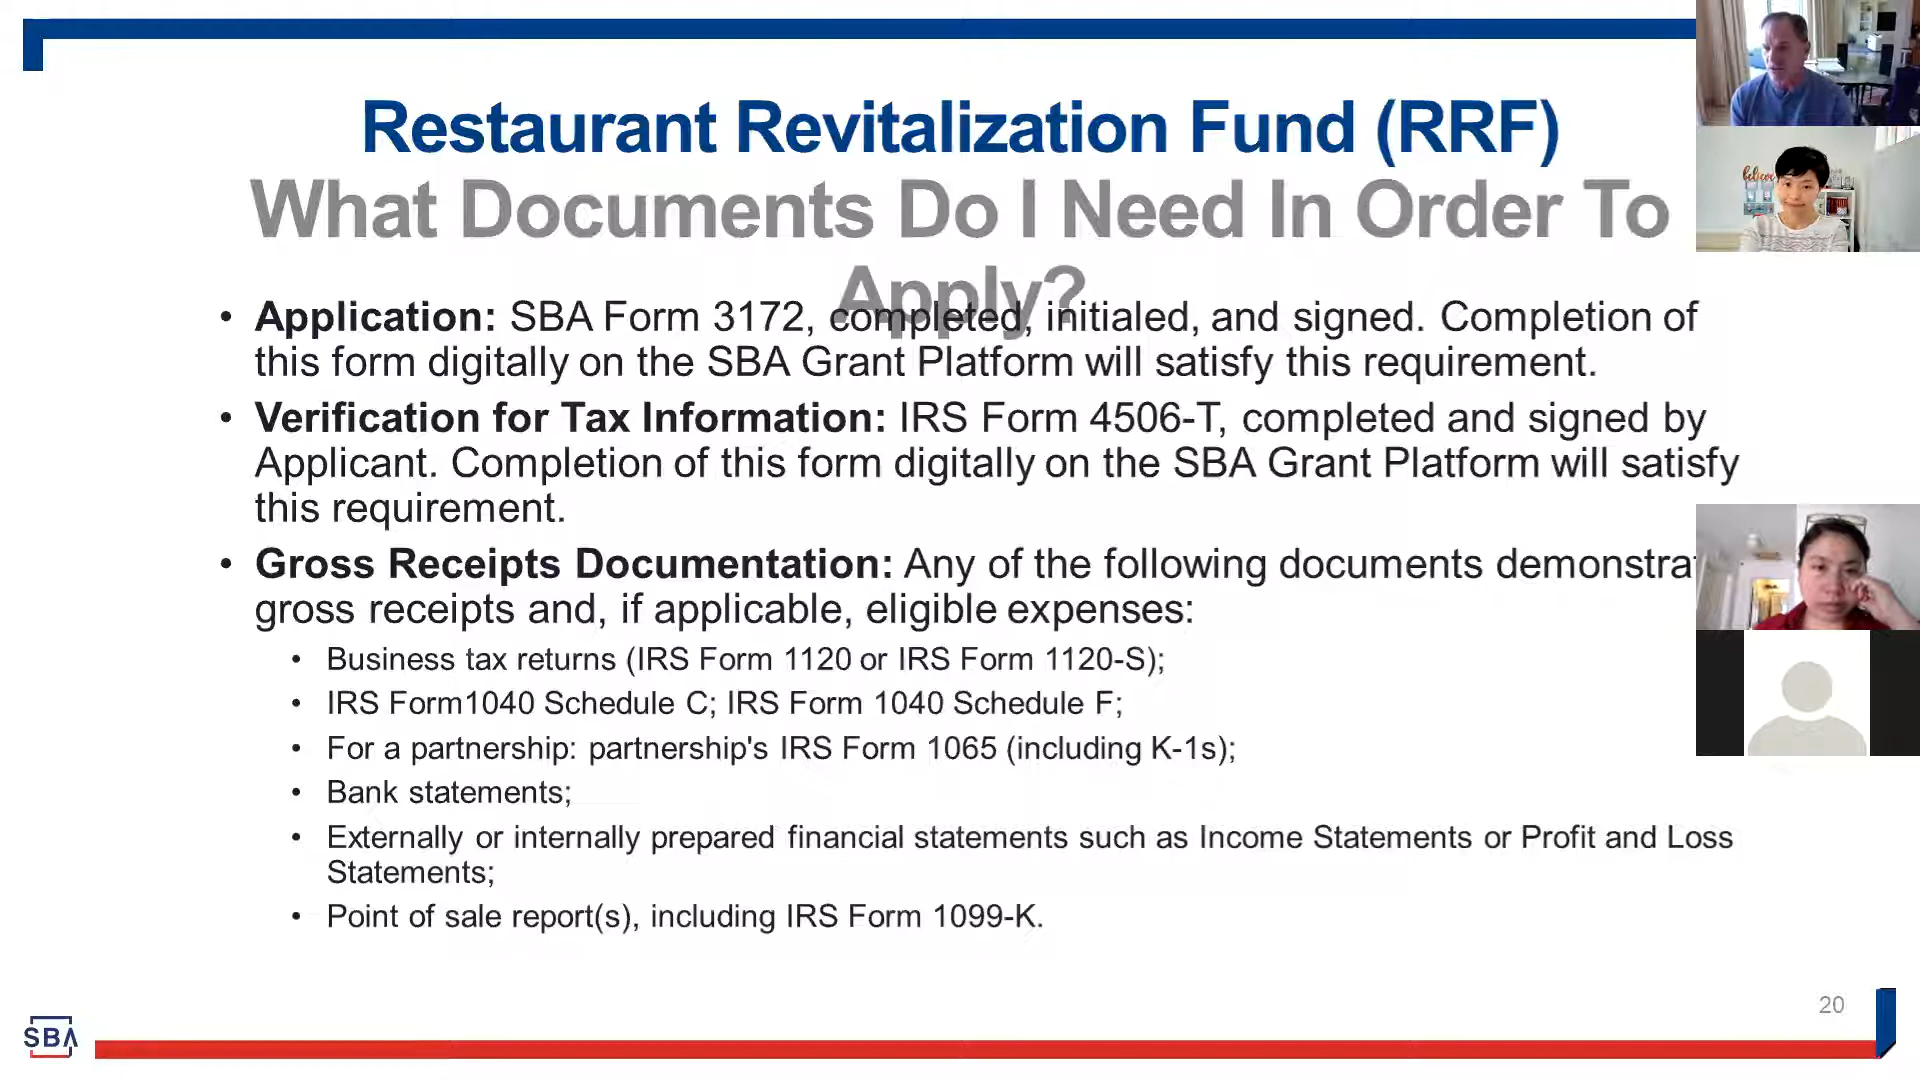 Restaurant Revitalization Fund (RRF)
What Documents Do I Need In Order To
Apply?
• Application: SBA Form 3172, completed, initialed, and signed. Completion of
this form digitally on the SBA Grant Platform will satisfy this requirement.
• Verification for Tax Information: IRS Form 4506-T, completed and signed by
Applicant. Completion of this form digitally on the SBA Grant Platform will satisfy
this requirement.
• Gross Receipts Documentation: Any of the following documents demonstrat
gross receipts and, if applicable, eligible expenses:
• Business tax returns (IRS Form 1120 or IRS Form 1120-S);
• IRS Form1040 Schedule C; IRS Form 1040 Schedule F;
• For a partnership: partnership's IRS Form 1065 (including K-1s);
• Bank statements;
• Externally or internally prepared financial statements such as Income Statements or Profit and Loss
Statements;
• Point of sale report(s), including IRS Form 1099-K.
20
SBA
believe